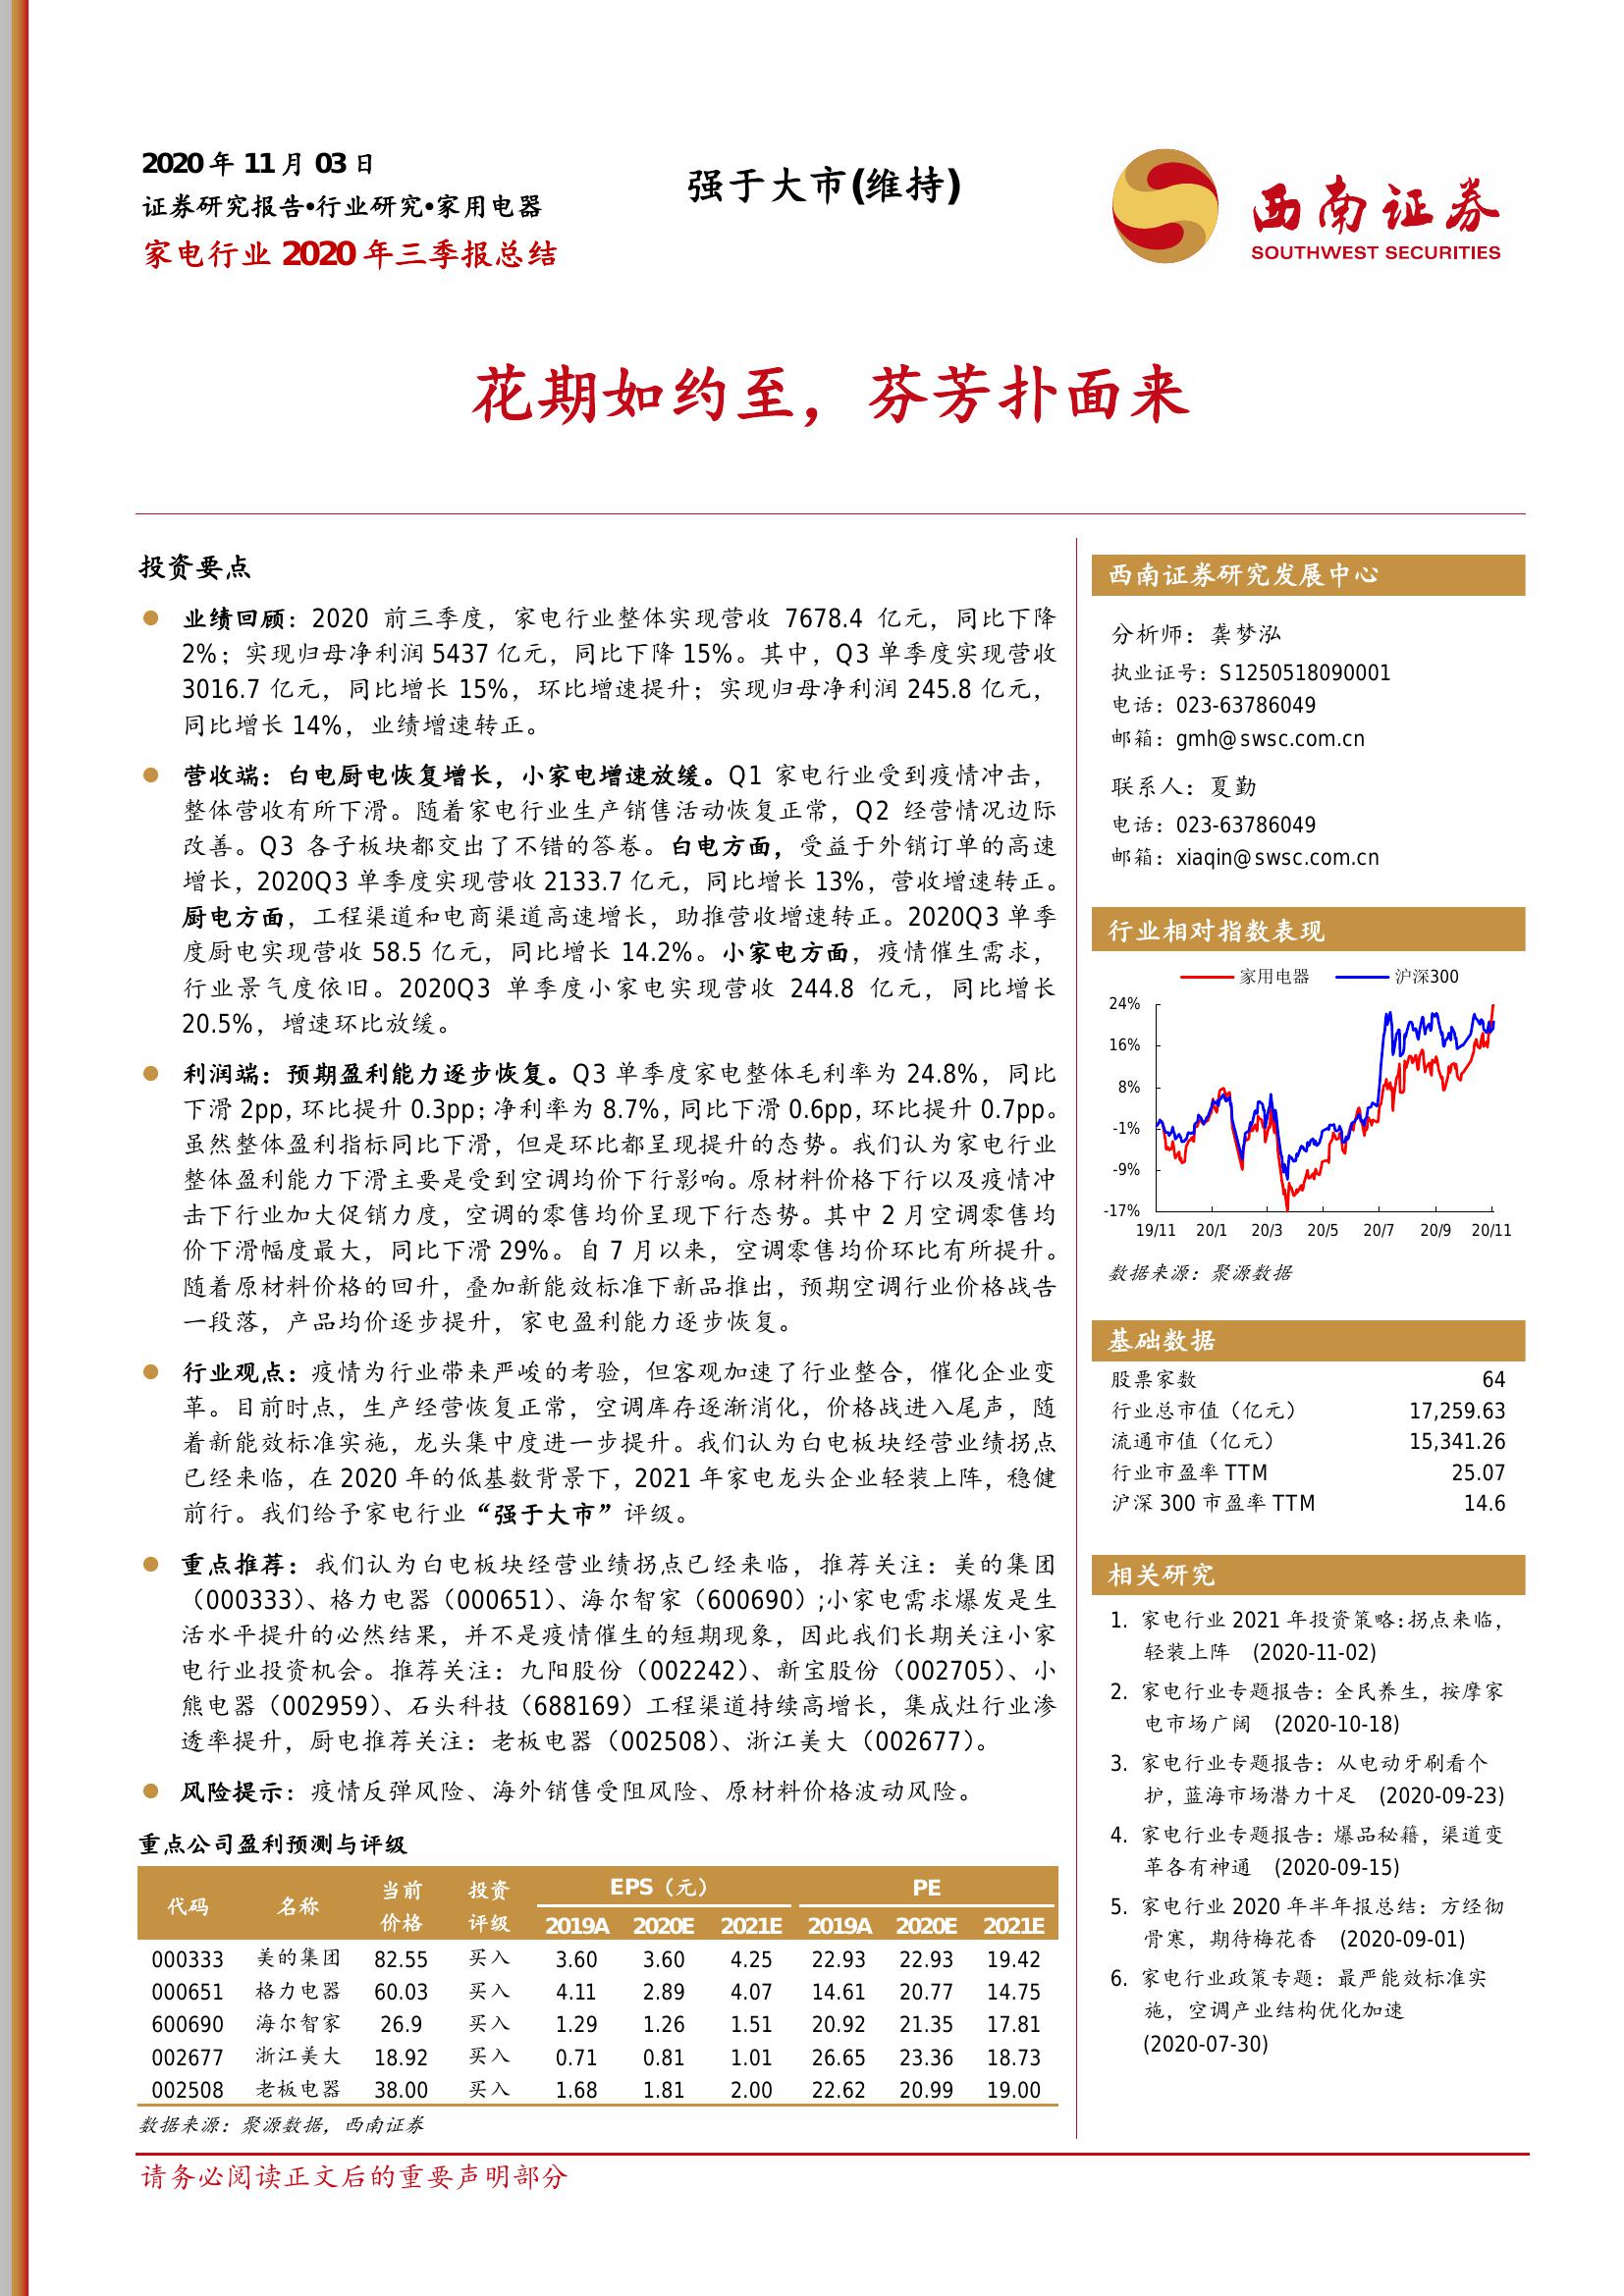 2020 年 11 月 03 日
证券研究报告•行业研究•家用电器
家电行业 2020 年三季报总结
强于大市(维持)
西南证券
SOUTHWEST SECURITIES
花期如约至，芬芳扑面来
投资要点
业绩回顾：2020 前三季度，家电行业整体实现营收 7678.4 亿元，同比下降
2%；实现归母净利润 5437 亿元，同比下降 15%。其中，Q3 单季度实现营收
3016.7 亿元，同比增长 15%，环比增速提升；实现归母净利润 245.8 亿元，
同比增长 14%，业绩增速转正。
营收端：白电厨电恢复增长，小家电增速放缓。Q1 家电行业受到疫情冲击，
整体营收有所下滑。随着家电行业生产销售活动恢复正常，Q2 经营情况边际
改善。Q3 各子板块都交出了不错的答卷。白电方面，受益于外销订单的高速
增长，2020Q3 单季度实现营收 2133.7 亿元，同比增长 13%，营收增速转正。
厨电方面，工程渠道和电商渠道高速增长，助推营收增速转正。2020Q3 单季
度厨电实现营收 58.5 亿元，同比增长 14.2%。小家电方面，疫情催生需求，
行业景气度依旧。2020Q3 单季度小家电实现营收 244.8 亿元，同比增长
20.5%，增速环比放缓。
利润端：预期盈利能力逐步恢复。Q3 单季度家电整体毛利率为 24.8%，同比
下滑 2pp，环比提升 0.3pp；净利率为 8.7%，同比下滑 0.6pp，环比提升 0.7pp。
虽然整体盈利指标同比下滑，但是环比都呈现提升的态势。我们认为家电行业
整体盈利能力下滑主要是受到空调均价下行影响。原材料价格下行以及疫情冲
击下行业加大促销力度，空调的零售均价呈现下行态势。其中 2 月空调零售均
价下滑幅度最大，同比下滑 29%。自 7 月以来，空调零售均价环比有所提升。
随着原材料价格的回升，叠加新能效标准下新品推出，预期空调行业价格战告
一段落，产品均价逐步提升，家电盈利能力逐步恢复。
行业观点：疫情为行业带来严峻的考验，但客观加速了行业整合，催化企业变
革。目前时点，生产经营恢复正常，空调库存逐渐消化，价格战进入尾声，随
着新能效标准实施，龙头集中度进一步提升。我们认为白电板块经营业绩拐点
已经来临，在 2020 年的低基数背景下，2021 年家电龙头企业轻装上阵，稳健
前行。我们给予家电行业“强于大市”评级。
重点推荐：我们认为白电板块经营业绩拐点已经来临，推荐关注：美的集团
（000333）、格力电器（000651）、海尔智家（600690）;小家电需求爆发是生
活水平提升的必然结果，并不是疫情催生的短期现象，因此我们长期关注小家
电行业投资机会。推荐关注：九阳股份（002242）、新宝股份（002705）、小
熊电器（002959）、石头科技（688169）工程渠道持续高增长，集成灶行业渗
透率提升，厨电推荐关注：老板电器（002508）、浙江美大（002677）。
风险提示：疫情反弹风险、海外销售受阻风险、原材料价格波动风险。
重点公司盈利预测与评级
代码 名称 当前价格 投资评级 EPS（元） PE
2019A 2020E 2021E 2019A 2020E 2021E
000333 美的集团 82.55 买入 3.60 3.60 4.25 22.93 22.93 19.42
000651 格力电器 60.03 买入 4.11 2.89 4.07 14.61 20.77 14.75
600690 海尔智家 26.9 买入 1.29 1.26 1.51 20.92 21.35 17.81
002677 浙江美大 18.92 买入 0.71 0.81 1.01 26.65 23.36 18.73
002508 老板电器 38.00 买入 1.68 1.81 2.00 22.62 20.99 19.00
数据来源：聚源数据，西南证券
西南证券研究发展中心
分析师：龚梦泓
执业证号：S1250518090001
电话：023-63786049
邮箱：gmh@swsc.com.cn
联系人：夏勤
电话：023-63786049
邮箱：xiaqin@swsc.com.cn
行业相对指数表现
家用电器 沪深300
24%
16%
8%
-1%
-9%
-17%
19/11 20/1 20/3 20/5 20/7 20/9 20/11
数据来源：聚源数据
基础数据
股票家数 64
行业总市值（亿元） 17,259.63
流通市值（亿元） 15,341.26
行业市盈率 TTM 25.07
沪深 300 市盈率 TTM 14.6
相关研究
1. 家电行业 2021 年投资策略:拐点来临，
轻装上阵 (2020-11-02)
2. 家电行业专题报告：全民养生，按摩家
电市场广阔 (2020-10-18)
3. 家电行业专题报告：从电动牙刷看个
护，蓝海市场潜力十足 (2020-09-23)
4. 家电行业专题报告：爆品秘籍，渠道变
革各有神通 (2020-09-15)
5. 家电行业 2020 年半年报总结：方经彻
骨寒，期待梅花香 (2020-09-01)
6. 家电行业政策专题：最严能效标准实
施，空调产业结构优化加速
(2020-07-30)
请务必阅读正文后的重要声明部分